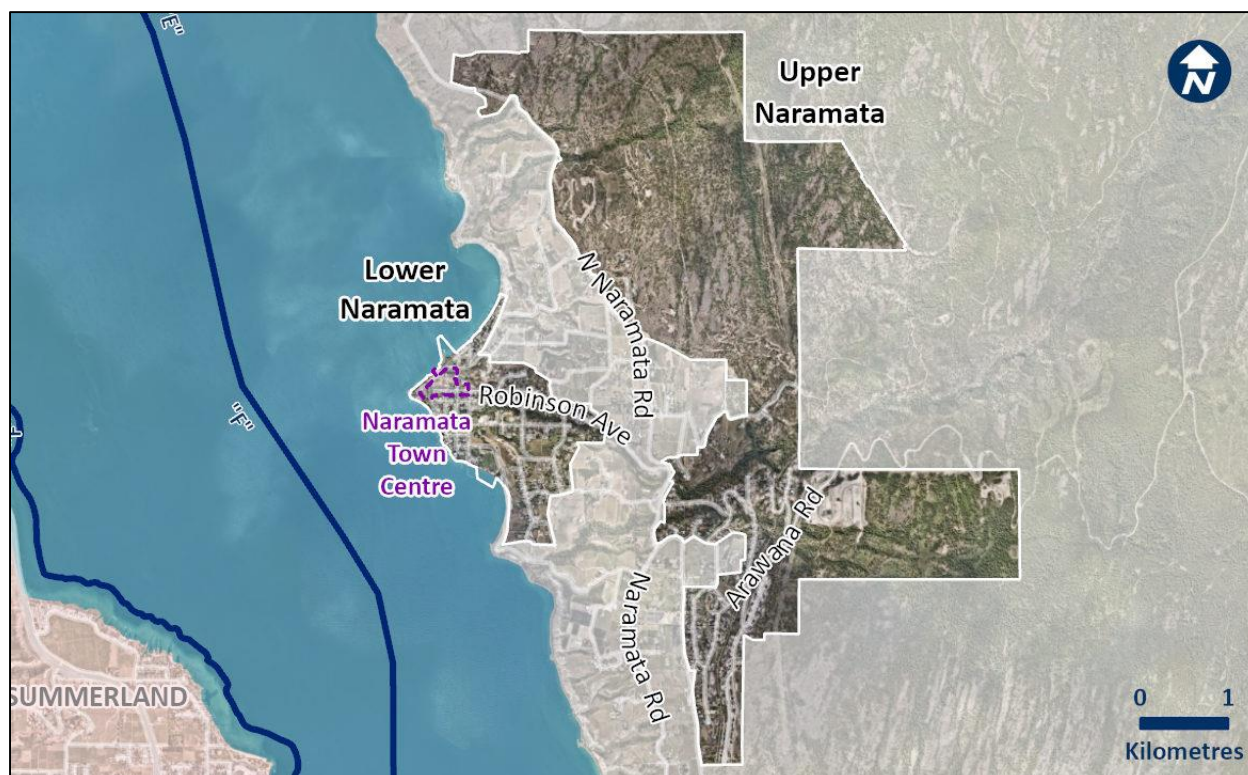 "E"
N
Upper
Naramata
Lower
Naramata
N Naramata Rd
Robinson Ave
Naramata
Town
Centre
"F"
Arawana Rd
Naramata Rd
SUMMERLAND
0 1
Kilometres